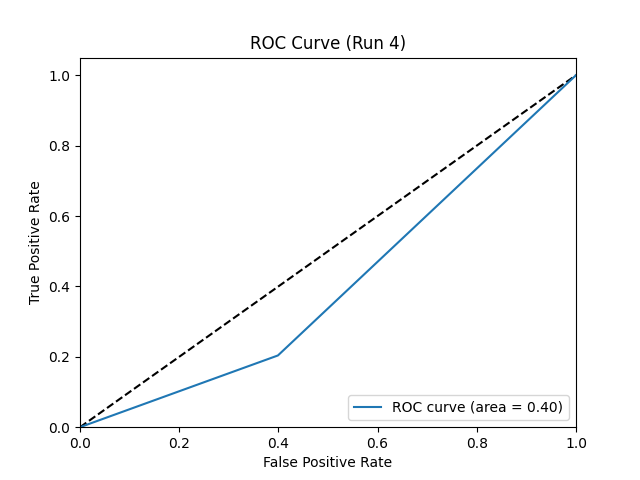 ROC Curve (Run 4)
True Positive Rate
1.0
0.8
0.6
0.4
0.2
0.0
0.0 0.2 0.4 0.6 0.8 1.0
False Positive Rate
ROC curve (area = 0.40)